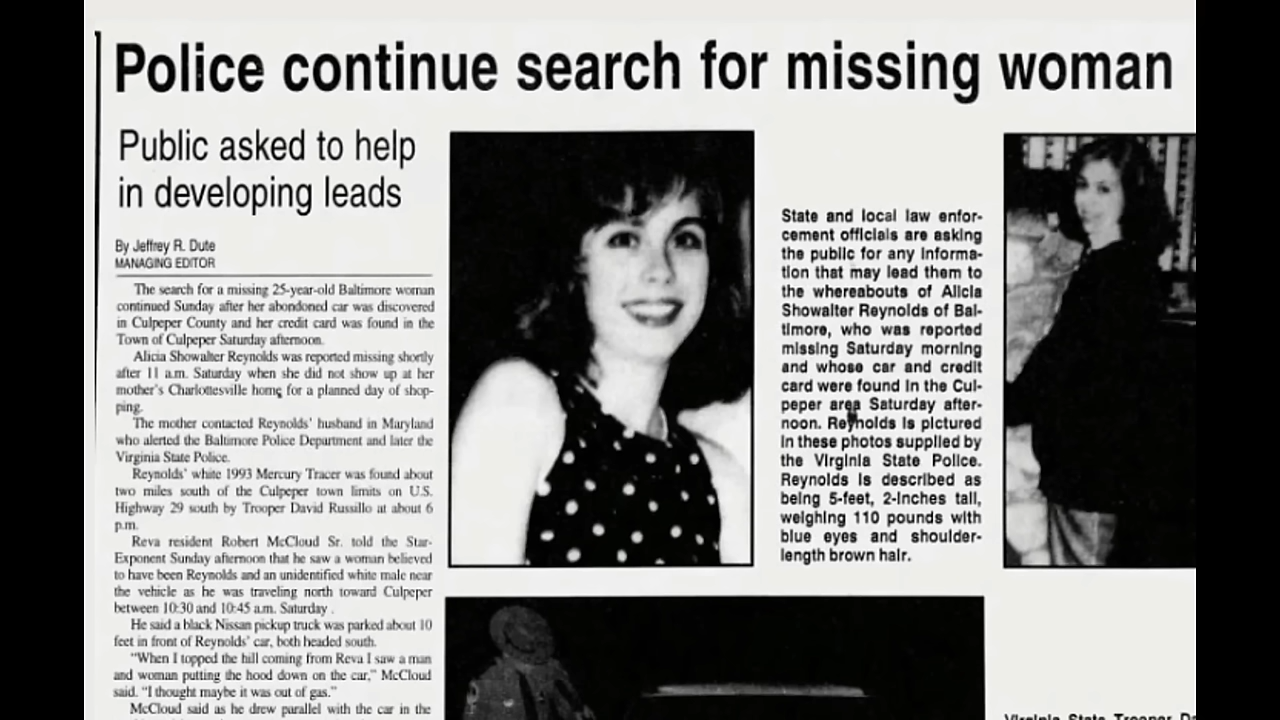 Police continue search for missing woman
Public asked to help
in developing leads
By Jeffrey R. Dute
MANAGING EDITOR
The search for a missing 25-year-old Baltimore woman
continued Sunday after her abondoned car was discovered
in Culpeper County and her credit card was found in the
Town of Culpeper Saturday afternoon.
Alicia Showalter Reynolds was reported missing shortly
after 11 a.m. Saturday when she did not show up at her
mother's Charlottesville home for a planned day of shop-
ping.
The mother contacted Reynolds' husband in Maryland
who alerted the Baltimore Police Department and later the
Virginia State Police.
Reynolds' white 1993 Mercury Tracer was found about
two miles south of the Culpeper town limits on U.S.
Highway 29 south by Trooper David Russillo at about 6
p.m.
Reva resident Robert McCloud Sr. told the Star-
Exponent Sunday afternoon that he saw a woman believed
to have been Reynolds and an unidentified white male near
the vehicle as he was traveling north toward Culpeper
between 10:30 and 10:45 a.m. Saturday .
He said a black Nissan pickup truck was parked about 10
feet in front of Reynolds' car, both headed south.
"When I topped the hill coming from Reva I saw a man
and woman putting the hood down on the car," McCloud
said. "I thought maybe it was out of gas."
McCloud said as he drew parallel with the car in the
State and local law enfor-
cement officials are asking
the public for any informa-
tion that may lead them to
the whereabouts of Alicia
Showalter Reynolds of Bal-
timore, who was reported
missing Saturday morning
and whose car and credit
card were found in the Cul-
peper area Saturday after-
noon. Reynolds is pictured
in these photos supplied by
the Virginia State Police.
Reynolds is described as
being 5-feet, 2-inches tall,
weighing 110 pounds with
blue eyes and shoulder-
length brown hair.
Virginia State Trooper Da